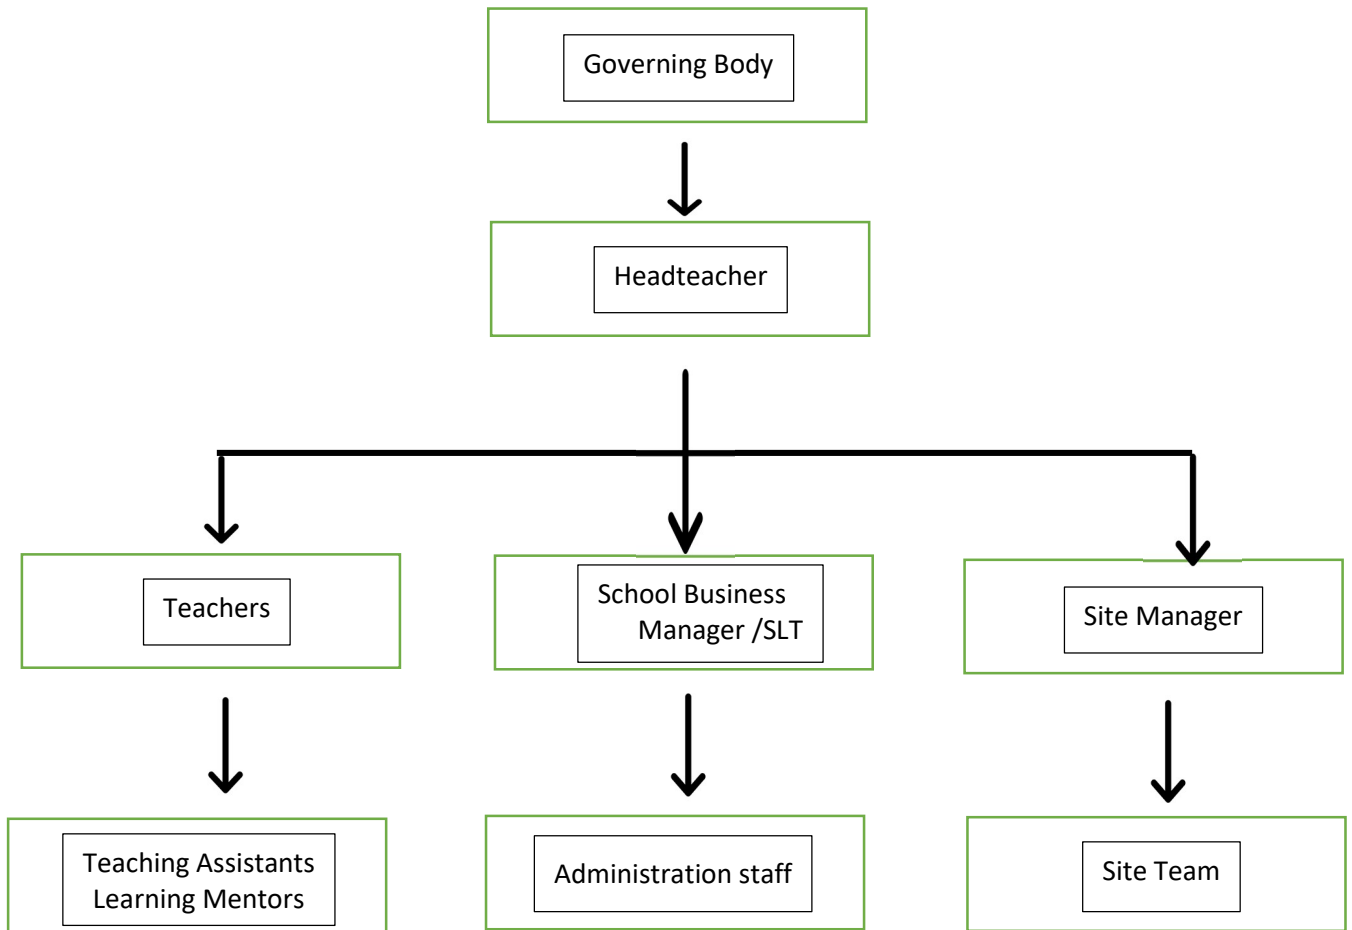 Governing Body
Headteacher
Teachers
School Business
Manager /SLT
Site Manager
Teaching Assistants
Learning Mentors
Administration staff
Site Team